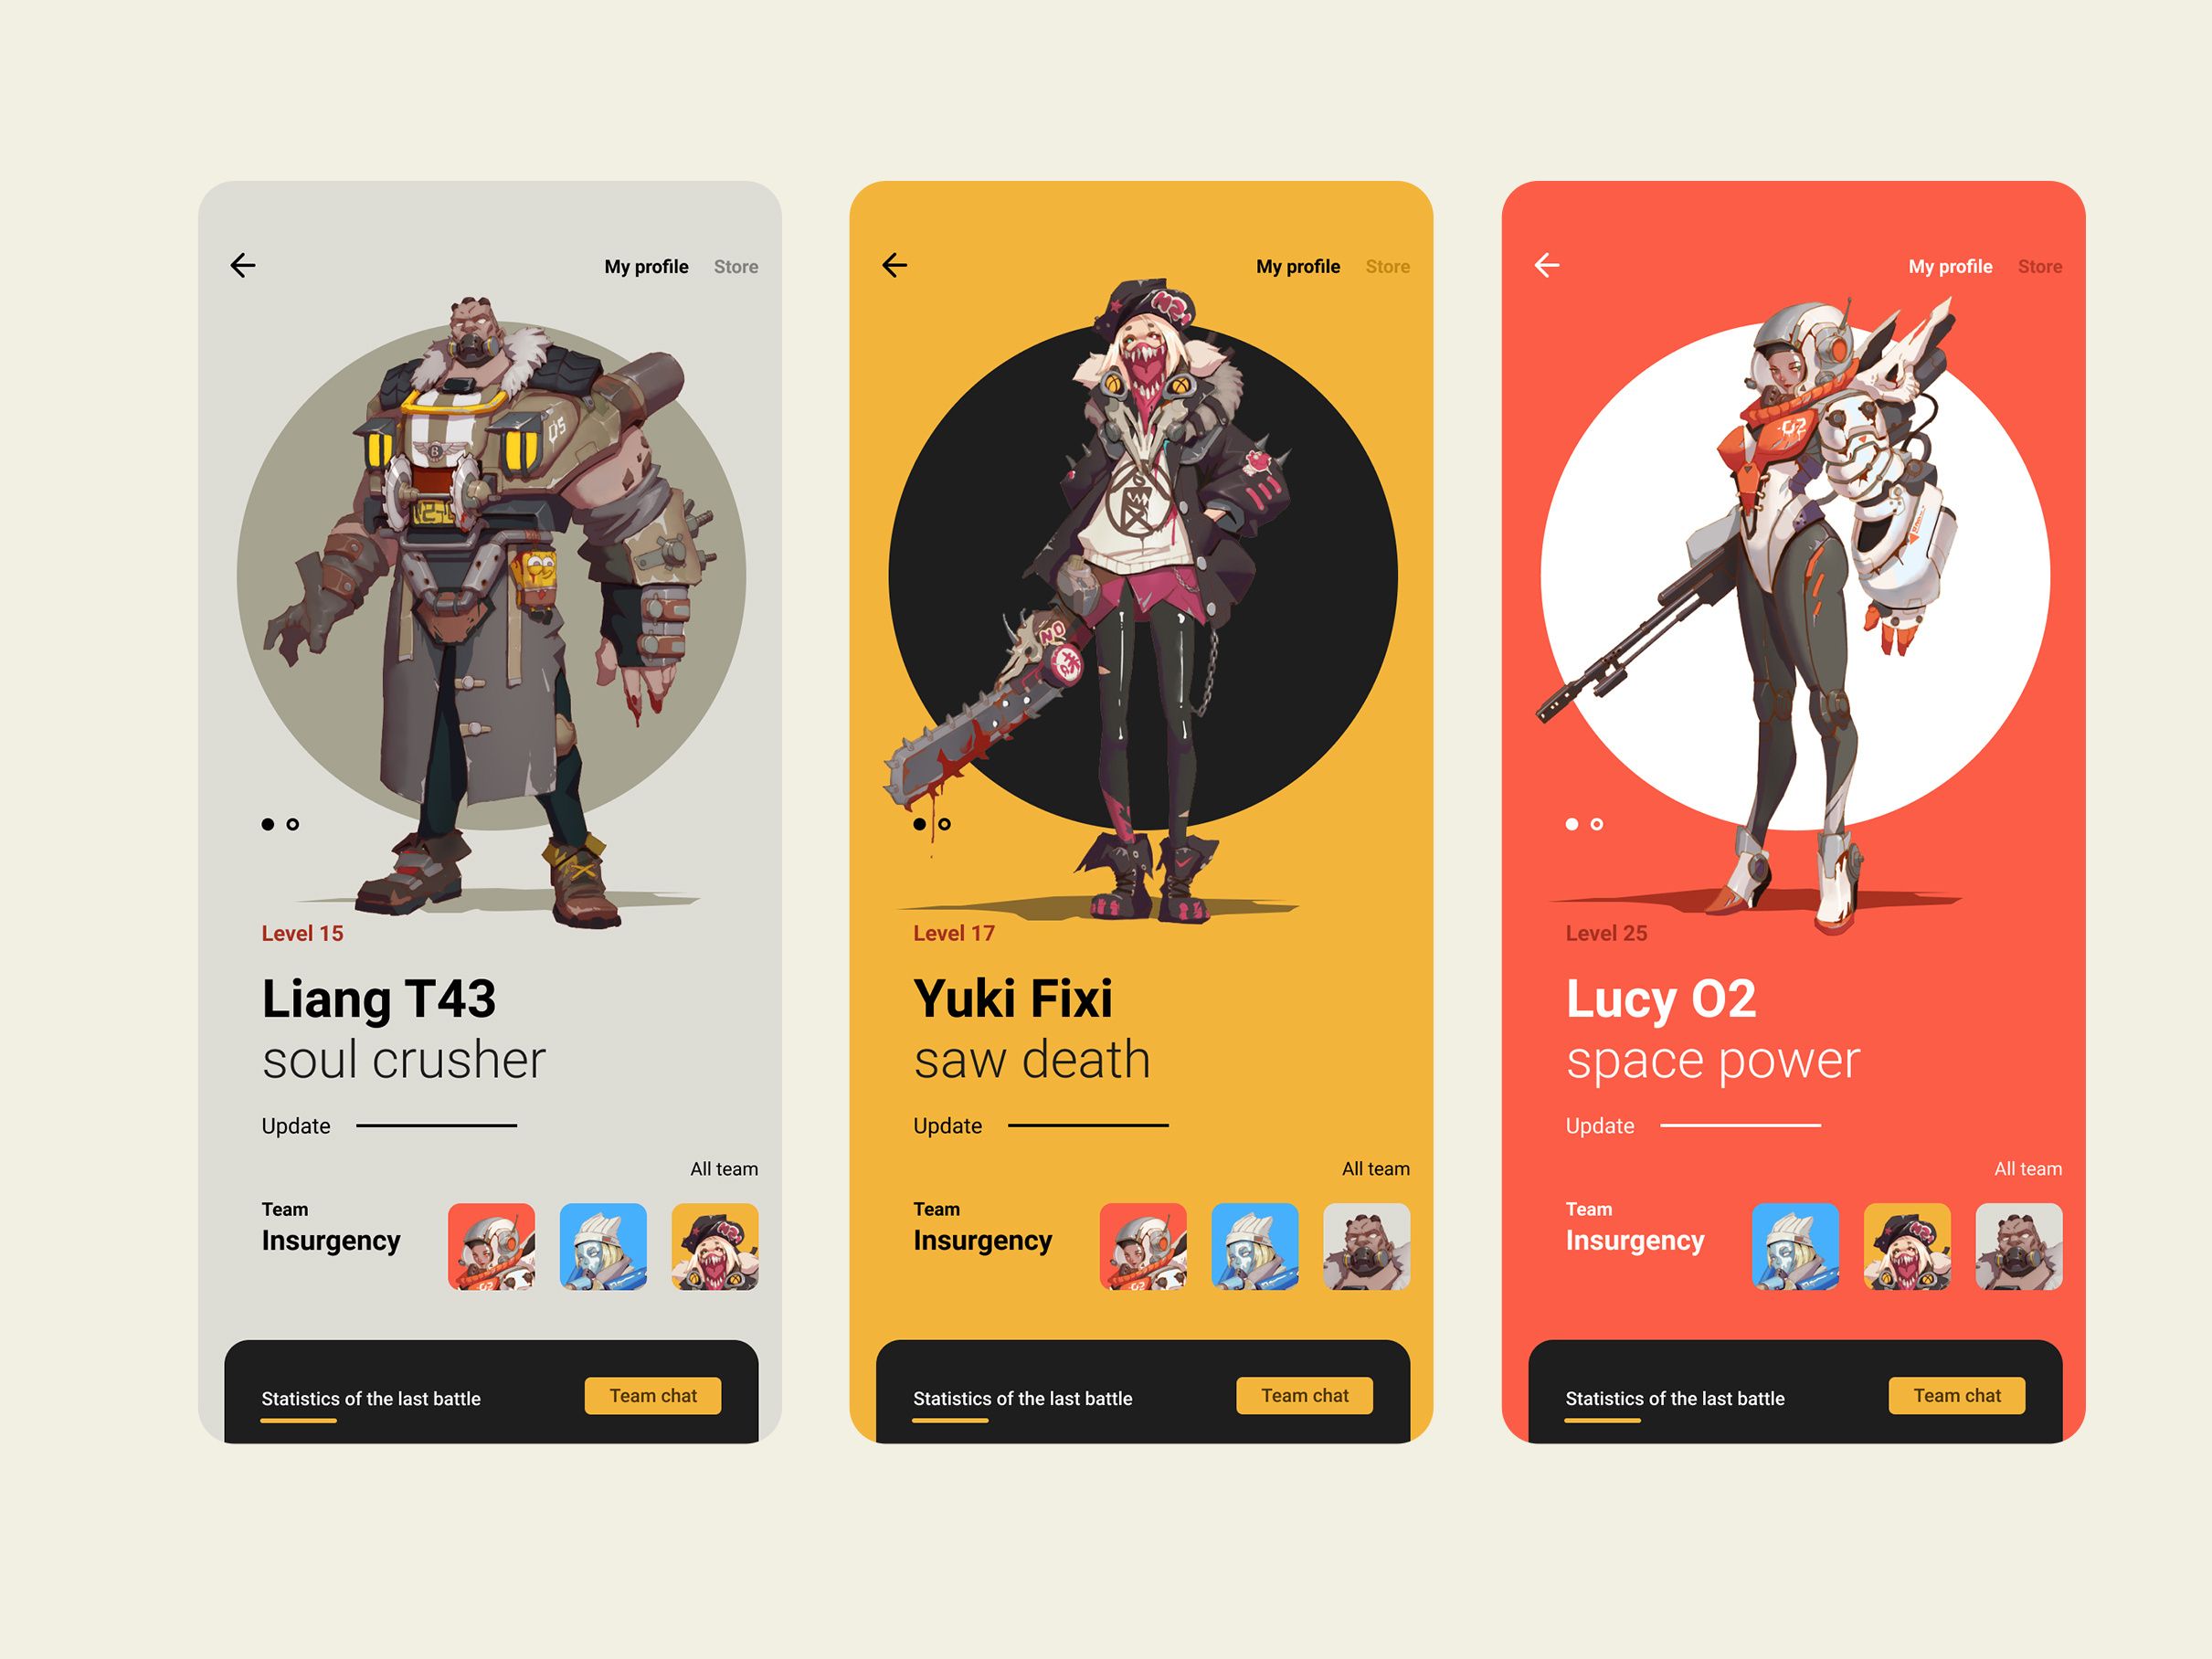 My profile Store
05
B
Level 15
Liang T43
soul crusher
Update
All team
Team
Insurgency
Statistics of the last battle
Team chat
My profile Store
NO
Level 17
Yuki Fixi
saw death
Update
All team
Team
Insurgency
Statistics of the last battle
Team chat
My profile Store
O2
Level 25
Lucy O2
space power
Update
All team
Team
Insurgency
Statistics of the last battle
Team chat